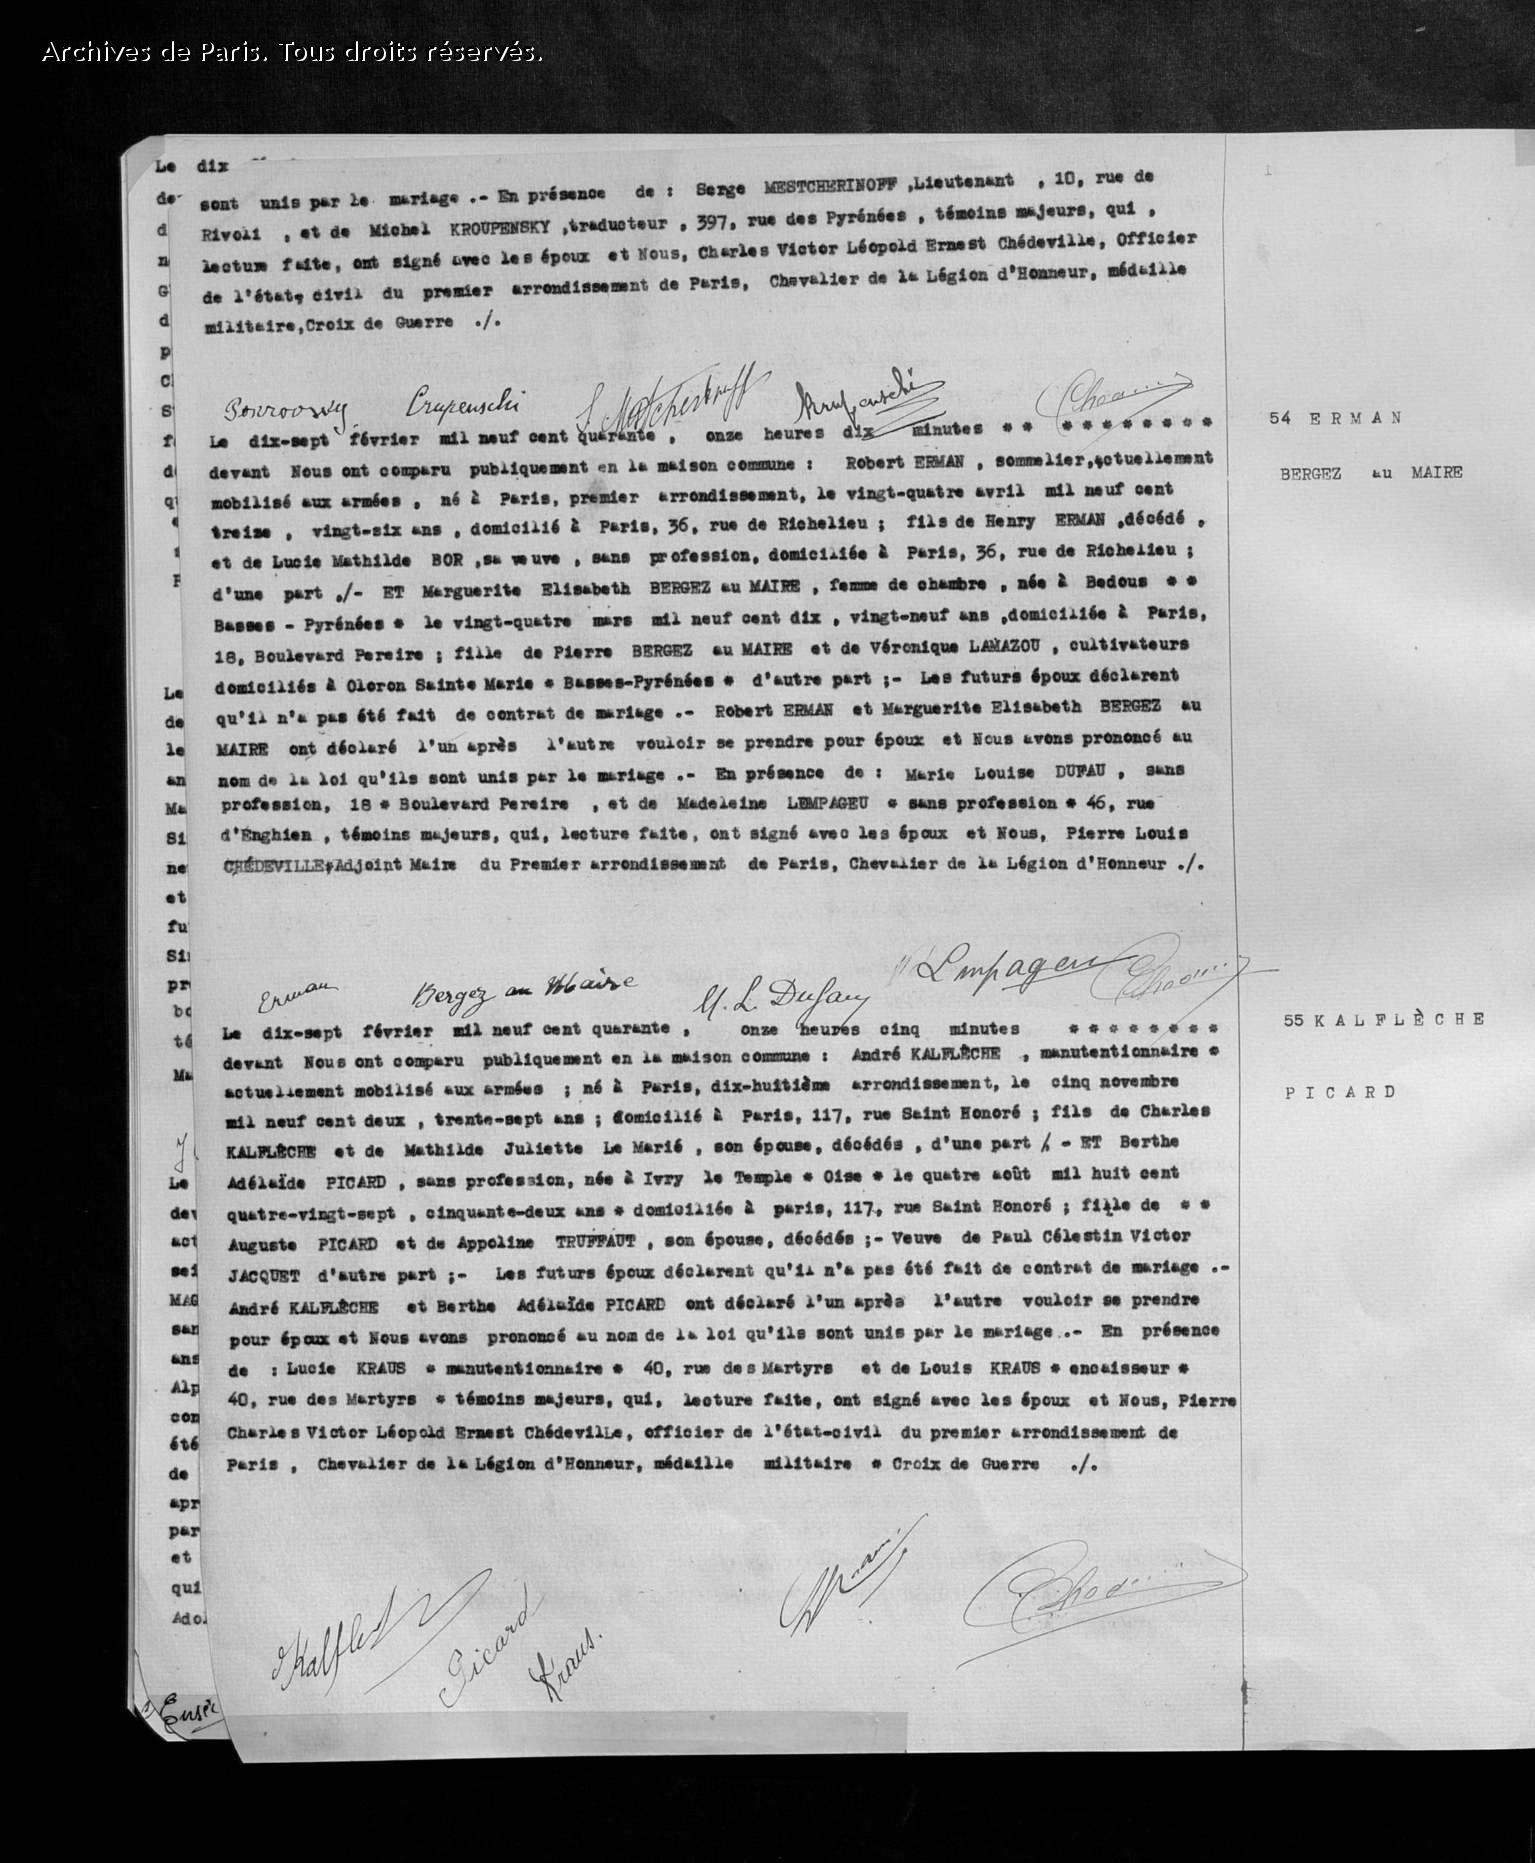 Archives de Paris. Tous droits réservés.
Le dix
sont unis par le mariage .- En présence de : Serge MESTCHERINOFF ,Lieutenant , 10, rue de
Rivoli , et de Michel KROUPENSKY ,traducteur , 397, rue des Pyrénées , témoins majeurs, qui ,
lecture faite, ont signé avec les époux et Nous, Charles Victor Léopold Ernest Chédeville, Officier
de l'état, civil du premier arrondissement de Paris, Chevalier de la Légion d'Honneur, médaille
militaire,Croix de Guerre ./.
Crupenschi
Le dix-sept février mil neuf cent quarante , onze heures dix minutes * * * * * * * * * *
54 ERMAN
devant Nous ont comparu publiquement en la maison commune : Robert ERMAN , sommelier,actuellement
BERGEZ au MAIRE
mobilisé aux armées , né à Paris, premier arrondissement, le vingt-quatre avril mil neuf cent
treize , vingt-six ans , domicilié à Paris, 36, rue de Richelieu ; fils de Henry ERMAN ,décédé ,
et de Lucie Mathilde BOR ,sa veuve , sans profession, domiciliée à Paris, 36, rue de Richelieu ;
d'une part ./- ET Marguerite Elisabeth BERGEZ au MAIRE , femme de chambre , née à Bedous * *
Basses - Pyrénées * le vingt-quatre mars mil neuf cent dix , vingt-neuf ans ,domiciliée à Paris,
18, Boulevard Pereire ; fille de Pierre BERGEZ au MAIRE et de Véronique LAMAZOU , cultivateurs
domiciliés à Oloron Sainte Marie * Basses-Pyrénées * d'autre part ;- Les futurs époux déclarent
qu'il n'a pas été fait de contrat de mariage .- Robert ERMAN et Marguerite Elisabeth BERGEZ au
MAIRE ont déclaré l'un après l'autre vouloir se prendre pour époux et Nous avons prononcé au
nom de la loi qu'ils sont unis par le mariage .- En présence de : Marie Louise DUFAU , sans
profession, 18 * Boulevard Pereire , et de Madeleine LEMPAGEU * sans profession * 46, rue
d'Enghien , témoins majeurs, qui, lecture faite, ont signé avec les époux et Nous, Pierre Louis
CHÉDEVILLE,Adjoint Maire du Premier arrondissement de Paris, Chevalier de la Légion d'Honneur ./.
Erman Bergez au Maire M. L. Dufau Lmpageu
Le dix-sept février mil neuf cent quarante , onze heures cinq minutes * * * * * * * *
55 KALFLÈCHE
devant Nous ont comparu publiquement en la maison commune : André KALFLÈCHE , manutentionnaire *
actuellement mobilisé aux armées ; né à Paris, dix-huitième arrondissement, le cinq novembre
PICARD
mil neuf cent deux , trente-sept ans ; domicilié à Paris, 117, rue Saint Honoré ; fils de Charles
KALFLÈCHE et de Mathilde Juliette Le Marié , son épouse, décédés , d'une part /. - ET Berthe
Adélaïde PICARD , sans profession, née à Ivry le Temple * Oise * le quatre août mil huit cent
quatre-vingt-sept , cinquante-deux ans * domiciliée à paris, 117, rue Saint Honoré ; fille de * *
Auguste PICARD et de Appoline TRUFFAUT , son épouse, décédés ;- Veuve de Paul Célestin Victor
JACQUET d'autre part ;- Les futurs époux déclarent qu'il n'a pas été fait de contrat de mariage .-
André KALFLÈCHE et Berthe Adélaïde PICARD ont déclaré l'un après l'autre vouloir se prendre
pour époux et Nous avons prononcé au nom de la loi qu'ils sont unis par le mariage .- En présence
de : Lucie KRAUS * manutentionnaire * 40, rue des Martyrs et de Louis KRAUS * encaisseur *
40, rue des Martyrs * témoins majeurs, qui, lecture faite, ont signé avec les époux et Nous, Pierre
Charles Victor Léopold Ernest Chédeville, officier de l'état-civil du premier arrondissement de
Paris , Chevalier de la Légion d'Honneur, médaille militaire * Croix de Guerre ./.
Picard
Kraus.